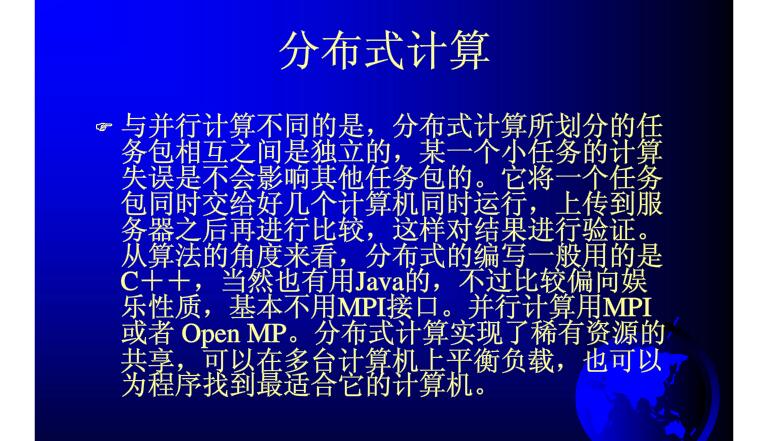 分布式计算
与并行计算不同的是，分布式计算所划分的任
务包相互之间是独立的，某一个小任务的计算
失误是不会影响其他任务包的。它将一个任务
包同时交给好几个计算机同时运行，上传到服
务器之后再进行比较，这样对结果进行验证。
从算法的角度来看，分布式的编写一般用的是
C＋＋，当然也有用Java的，不过比较偏向娱
乐性质，基本不用MPI接口。并行计算用MPI
或者 Open MP。分布式计算实现了稀有资源的
共享，可以在多台计算机上平衡负载，也可以
为程序找到最适合它的计算机。